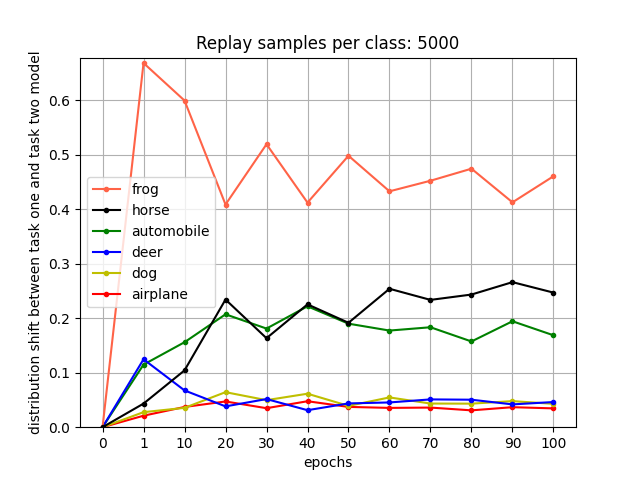 Replay samples per class: 5000
distribution shift between task one and task two model
0.6
0.5
0.4
0.3
0.2
0.1
0.0
frog
horse
automobile
deer
dog
airplane
0 1 10 20 30 40 50 60 70 80 90 100
epochs